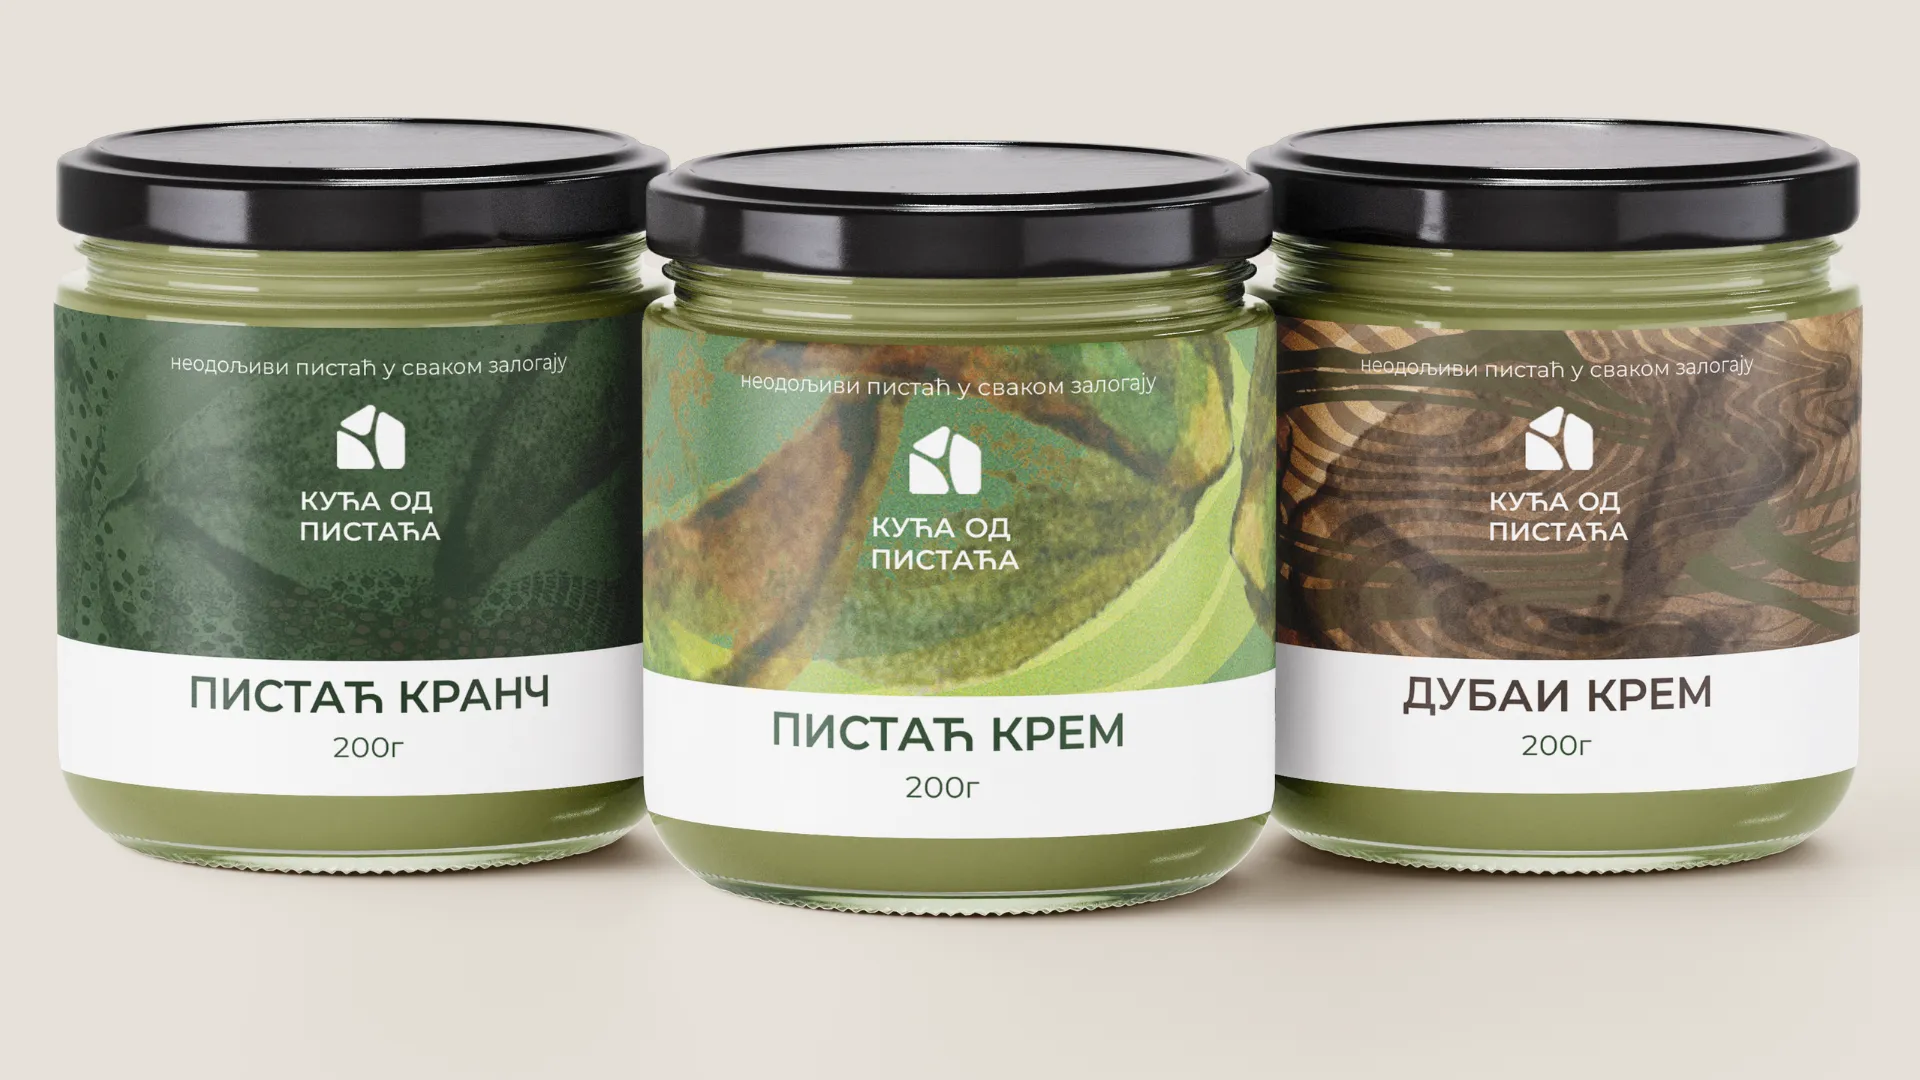 неодољиви пистаћ у сваком залогају
КУЋА ОД
ПИСТАЋА
ПИСТАЋ КРАНЧ
200г
неодољиви пистаћ у сваком залогају
КУЋА ОД
ПИСТАЋА
ПИСТАЋ КРЕМ
200г
неодољиви пистаћ у сваком залогају
КУЋА ОД
ПИСТАЋА
ДУБАИ КРЕМ
200г